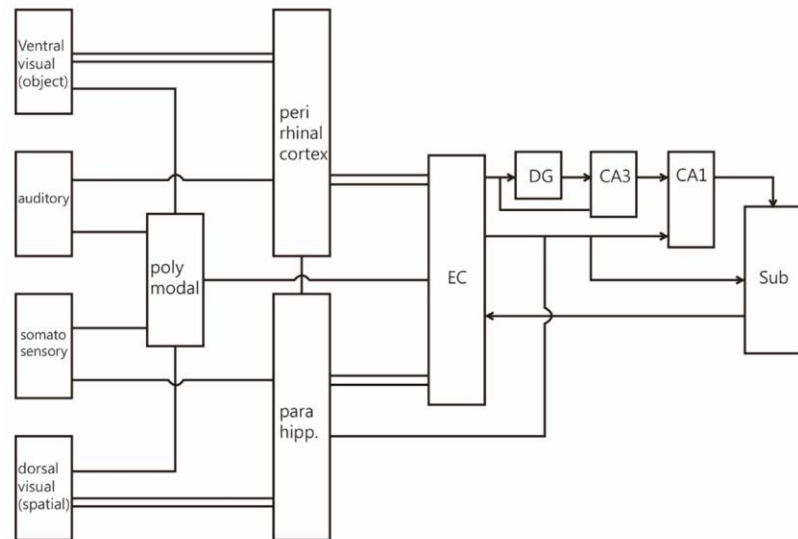 Ventral
visual
(object)
auditory
somato
sensory
dorsal
visual
(spatial)
poly
modal
peri
rhinal
cortex
para
hipp.
EC
DG
CA3
CA1
Sub